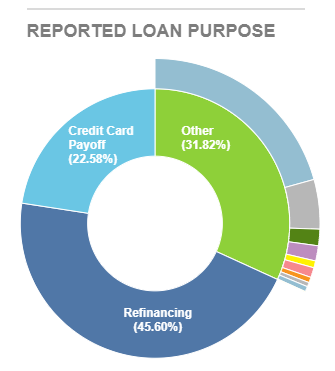 REPORTED LOAN PURPOSE
Credit Card
Payoff
(22.58%)
Other
(31.82%)
Refinancing
(45.60%)